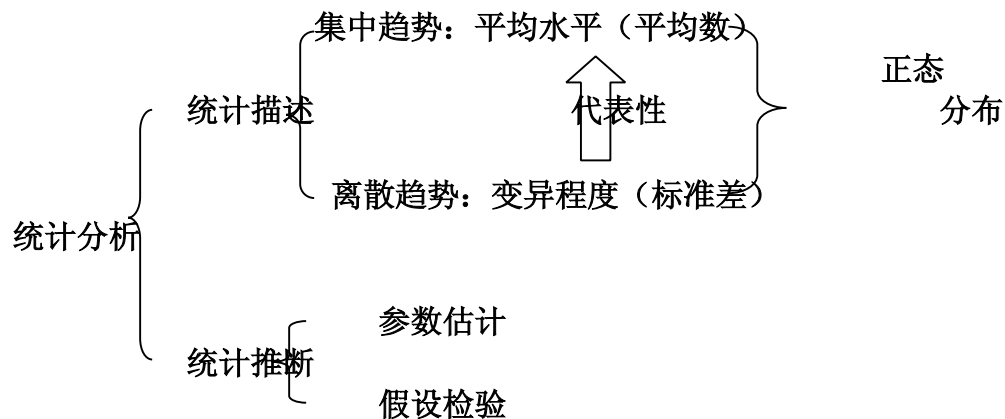 集中趋势：平均水平（平均数）
正态
统计描述
代表性
分布
离散趋势：变异程度（标准差）
统计分析
参数估计
统计推断
假设检验